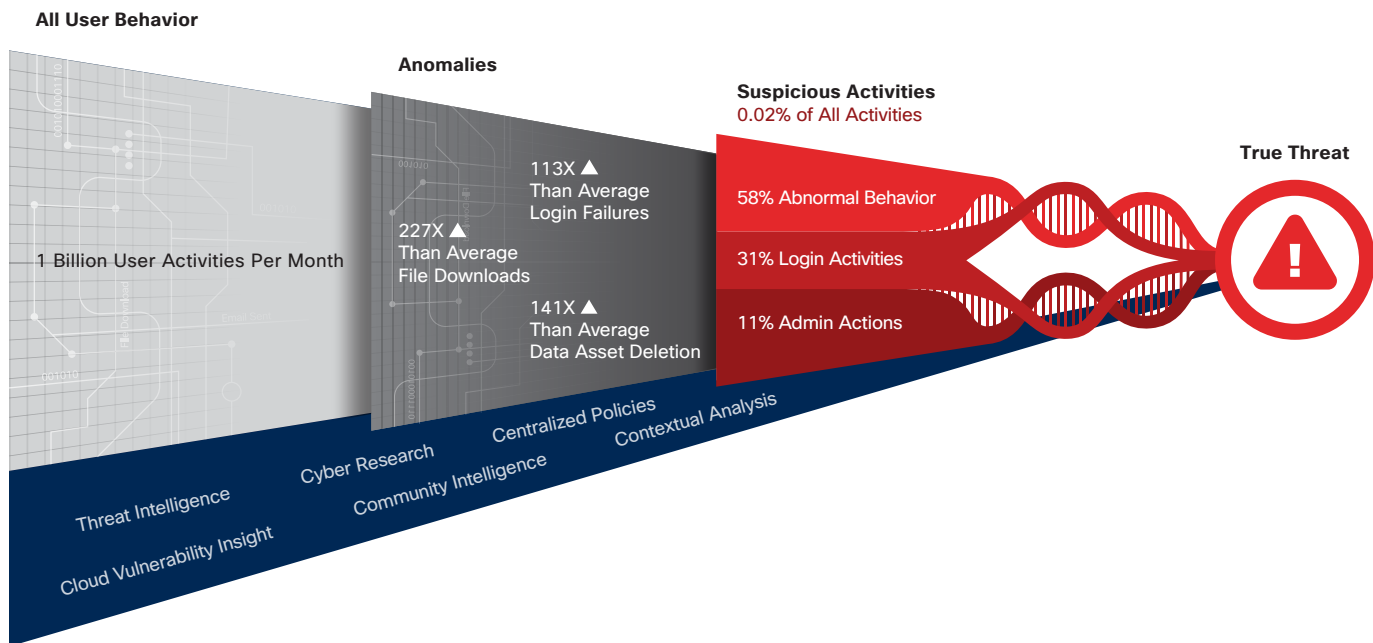 All User Behavior
1 Billion User Activities Per Month
001010
Anomalies
113X ▲
Than Average
Login Failures
227X ▲
Than Average
File Downloads
141X ▲
Than Average
Data Asset Deletion
Suspicious Activities
0.02% of All Activities
58% Abnormal Behavior
31% Login Activities
11% Admin Actions
True Threat
!
Threat Intelligence
Cyber Research
Centralized Policies
Contextual Analysis
Community Intelligence
Cloud Vulnerability Insight